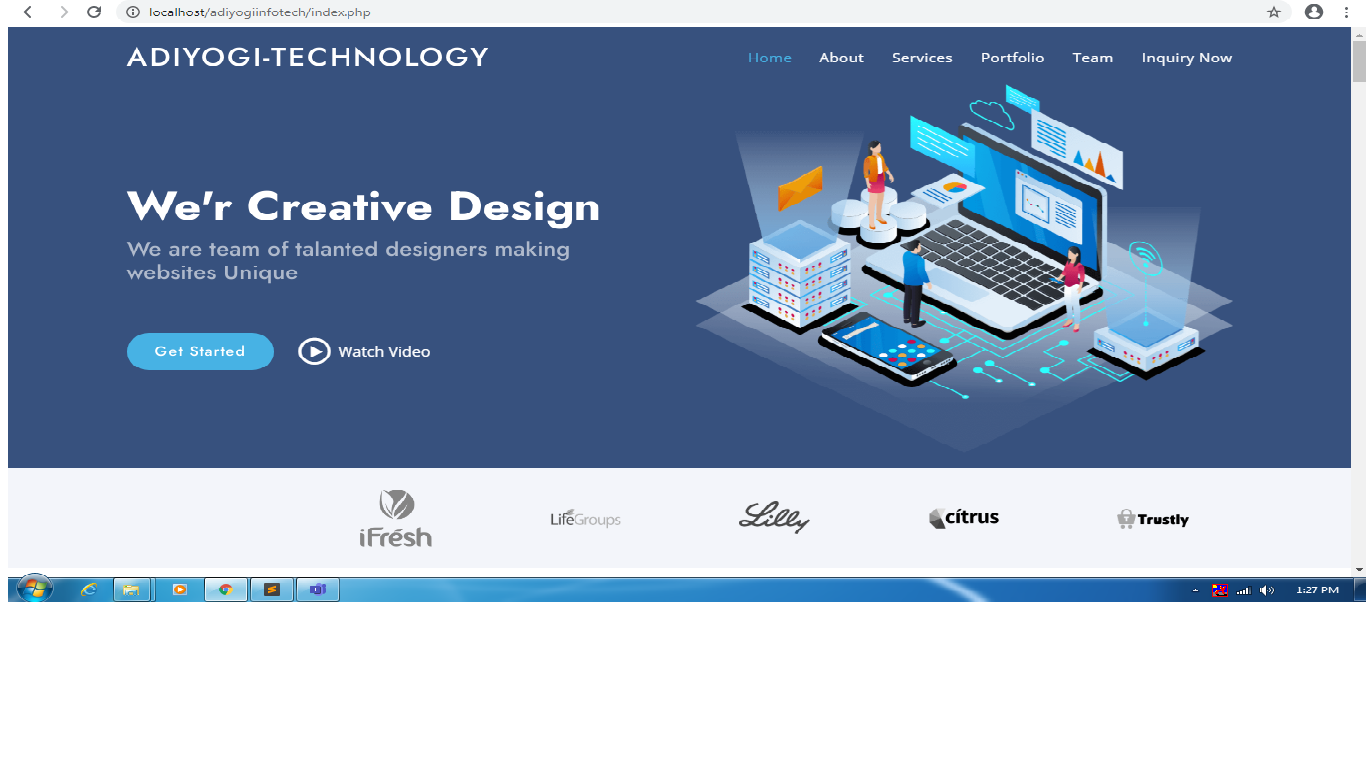 localhost/adiyogiinfotech/index.php
ADIYOGI-TECHNOLOGY
Home About Services Portfolio Team Inquiry Now
We'r Creative Design
We are team of talanted designers making
websites Unique
Get Started Watch Video
iFresh LifeGroups Lilly cítrus Trustly
1:27 PM